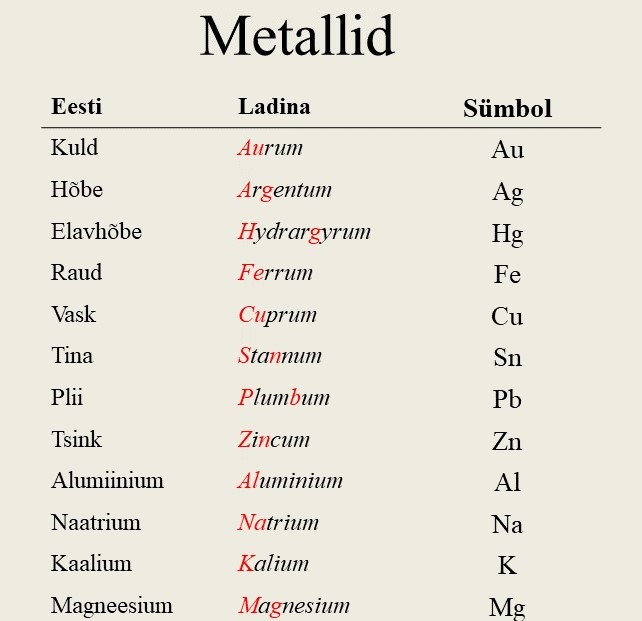 Metallid
Eesti Ladina Sümbol
Kuld Aurum Au
Hõbe Argentum Ag
Elavhõbe Hydrargyrum Hg
Raud Ferrum Fe
Vask Cuprum Cu
Tina Stannum Sn
Plii Plumbum Pb
Tsink Zincum Zn
Alumiinium Aluminium Al
Naatrium Natrium Na
Kaalium Kalium K
Magneesium Magnesium Mg